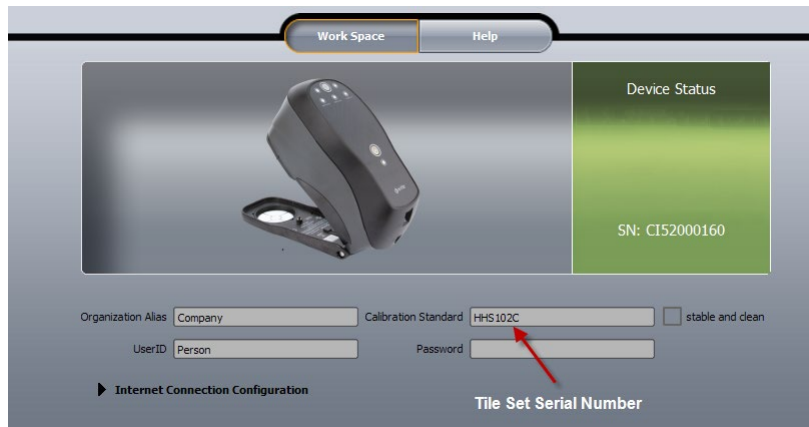 Work Space Help
Device Status
SN: CI52000160
Organization Alias Company Calibration Standard HHS102C stable and clean
UserID Person Password
Internet Connection Configuration
Tile Set Serial Number